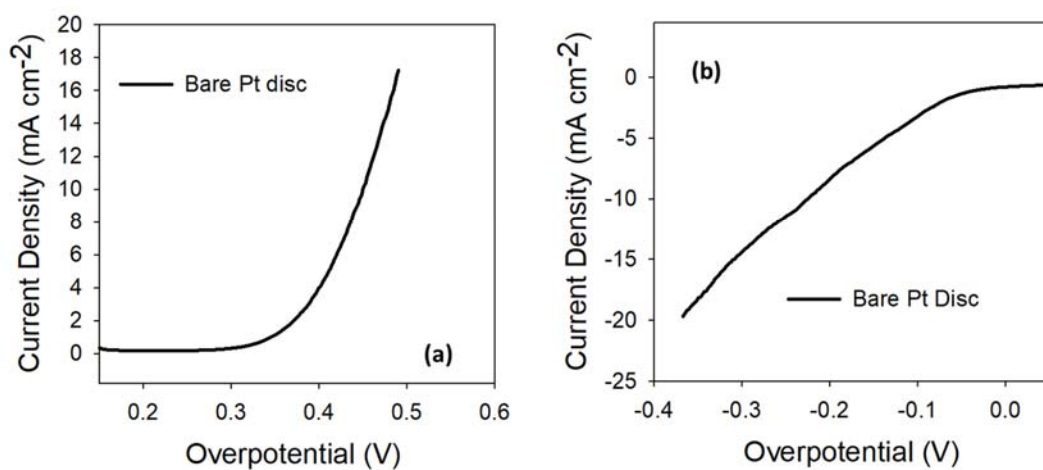 Current Density (mA cm-2)
20
18
16
14
12
10
8
6
4
2
0
Bare Pt disc
(a)
0.2 0.3 0.4 0.5 0.6
Overpotential (V)
Current Density (mA cm-2)
0
-5
-10
-15
-20
-25
(b)
Bare Pt Disc
-0.4 -0.3 -0.2 -0.1 0.0
Overpotential (V)